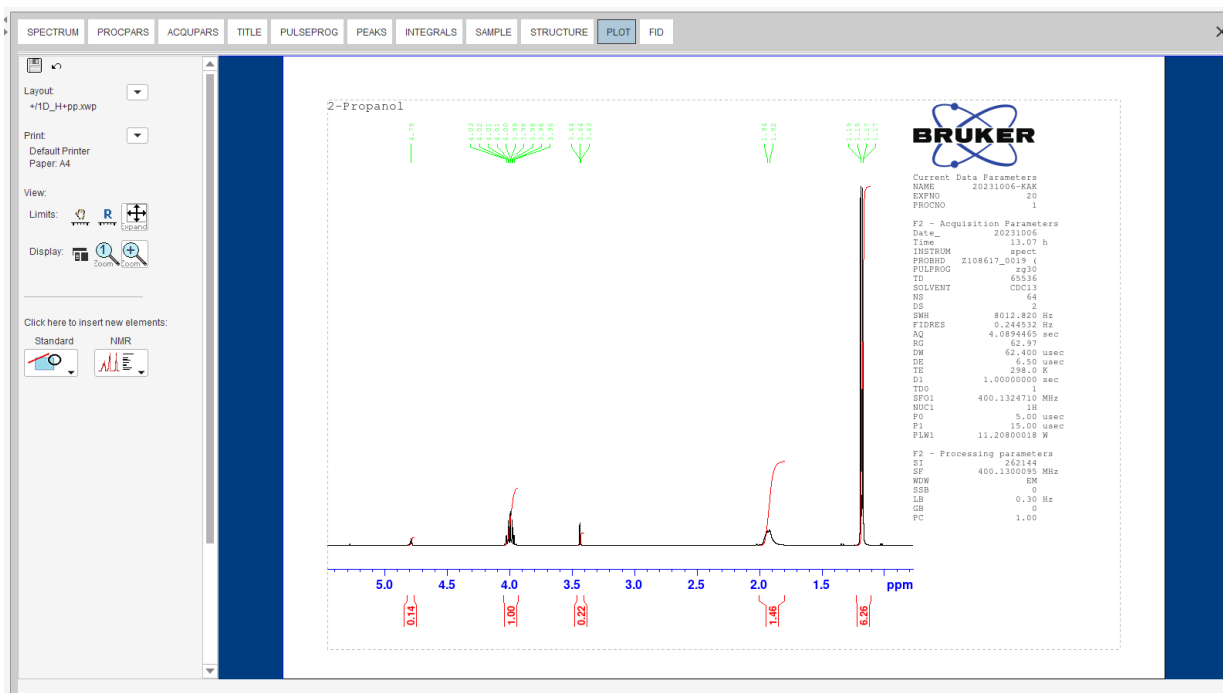 SPECTRUM PROCPARS ACQUPARS TITLE PULSEPROG PEAKS INTEGRALS SAMPLE STRUCTURE PLOT FID
Layout:
+/1D_H+pp.xwp
Print:
Default Printer
Paper: A4
View:
Limits:
R
Expand
Display:
1
Zoom
Zoom
Click here to insert new elements:
Standard NMR
2-Propanol
4.79
4.03
4.02
4.01
4.01
4.00
3.99
3.98
3.98
3.96
3.96
3.44
3.44
3.43
1.94
1.92
1.19
1.19
1.17
1.17
BRUKER
Current Data Parameters
NAME 20231006-KAK
EXPNO 20
PROCNO 1
F2 - Acquisition Parameters
Date_ 20231006
Time 13.07 h
INSTRUM spect
PROBHD Z108617_0019 (
PULPROG zg30
TD 65536
SOLVENT CDCl3
NS 64
DS 2
SWH 8012.820 Hz
FIDRES 0.244532 Hz
AQ 4.0894465 sec
RG 62.97
DW 62.400 usec
DE 6.50 usec
TE 298.0 K
D1 1.00000000 sec
TD0 1
SFO1 400.1324710 MHz
NUC1 1H
P0 5.00 usec
P1 15.00 usec
PLW1 11.20800018 W
F2 - Processing parameters
SI 262144
SF 400.1300095 MHz
WDW EM
SSB 0
LB 0.30 Hz
GB 0
PC 1.00
5.0 4.5 4.0 3.5 3.0 2.5 2.0 1.5 ppm
0.14 1.00 0.22 1.46 6.26